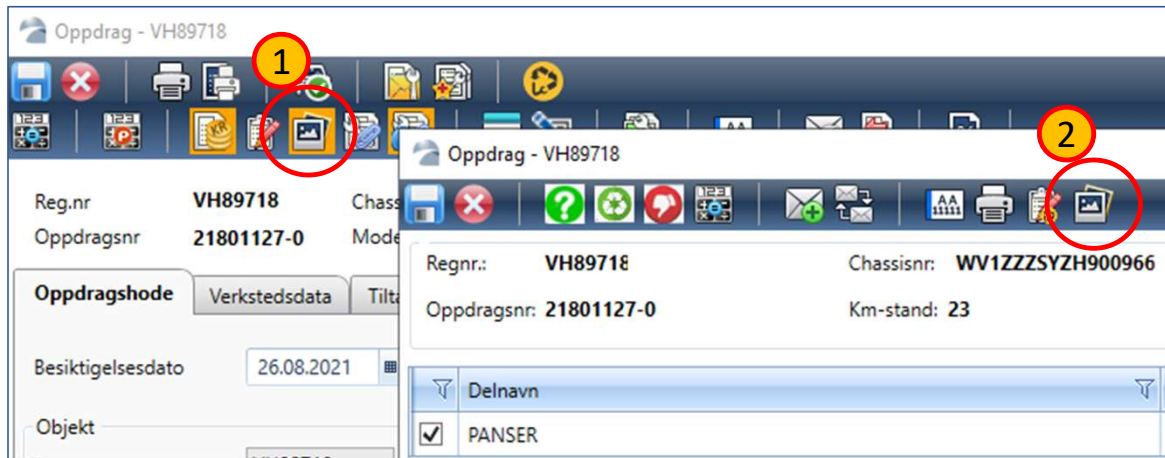 Oppdrag - VH89718
1
Reg.nr VH89718 Chass
Oppdragsnr 21801127-0 Mode
Oppdragshode Verkstedsdata Tilta
Besiktigelsesdato 26.08.2021
Objekt
Oppdrag - VH89718
2
Regnr.: VH89718 Chassisnr: WV1ZZZSYZH900966
Oppdragsnr: 21801127-0 Km-stand: 23
Delnavn
PANSER